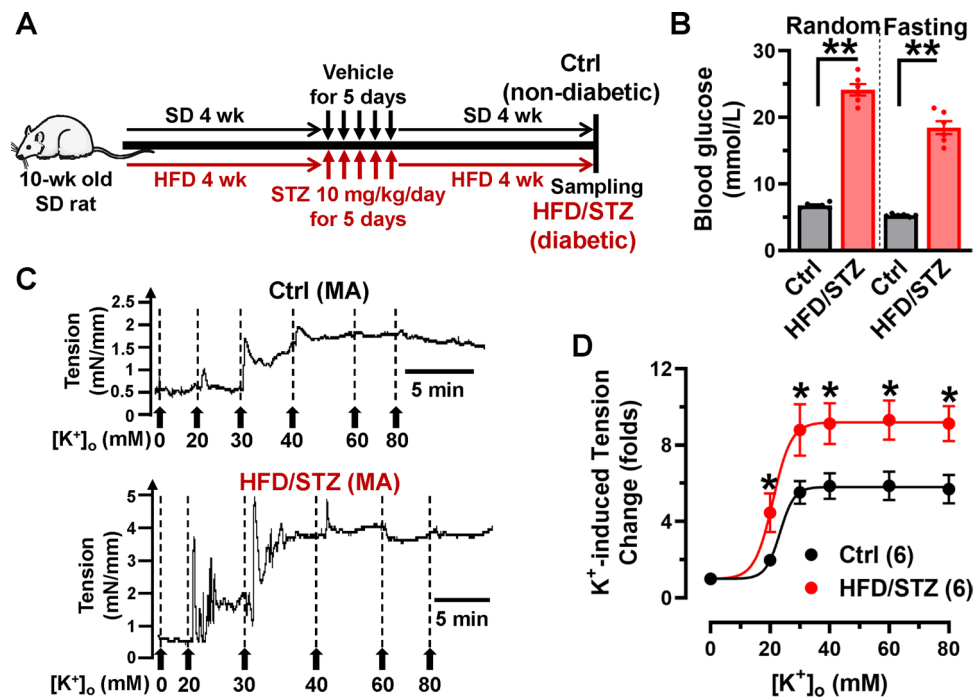 A
10-wk old
SD rat
SD 4 wk
Vehicle
for 5 days
SD 4 wk
Ctrl
(non-diabetic)
HFD 4 wk
STZ 10 mg/kg/day
for 5 days
HFD 4 wk
Sampling
HFD/STZ
(diabetic)
B
Random Fasting
** **
Blood glucose
(mmol/L)
30
20
10
0
Ctrl
HFD/STZ
Ctrl
HFD/STZ
C
Ctrl (MA)
Tension
(mN/mm)
2.5
2
1.5
1
0.5
0
5 min
[K⁺]ₒ (mM) 0 20 30 40 60 80
HFD/STZ (MA)
Tension
(mN/mm)
5
4
3
2
1
0
5 min
[K⁺]ₒ (mM) 0 20 30 40 60 80
D
K⁺-induced Tension
Change (folds)
12
8
4
0
* * * * *
Ctrl (6)
HFD/STZ (6)
0 20 40 60 80
[K⁺]ₒ (mM)